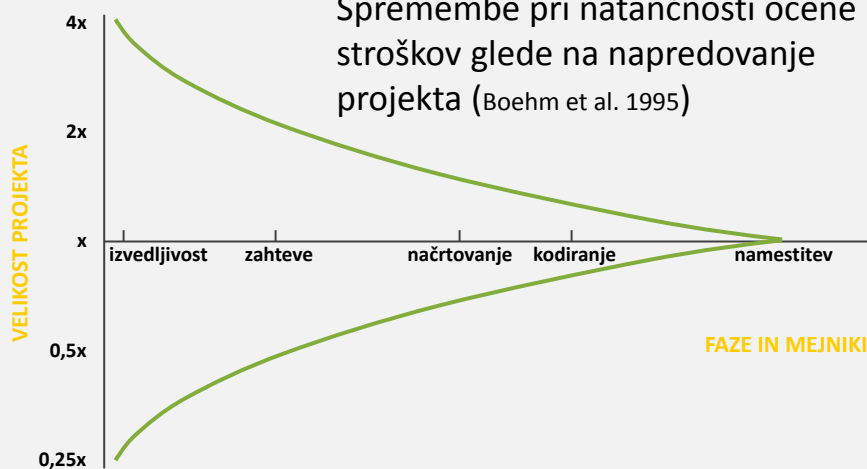 Spremembe pri natančnosti ocene
stroškov glede na napredovanje
projekta (Boehm et al. 1995)
4x
2x
VELIKOST PROJEKTA
x
izvedljivost zahteve načrtovanje kodiranje namestitev
0,5x
FAZE IN MEJNIKI
0,25x